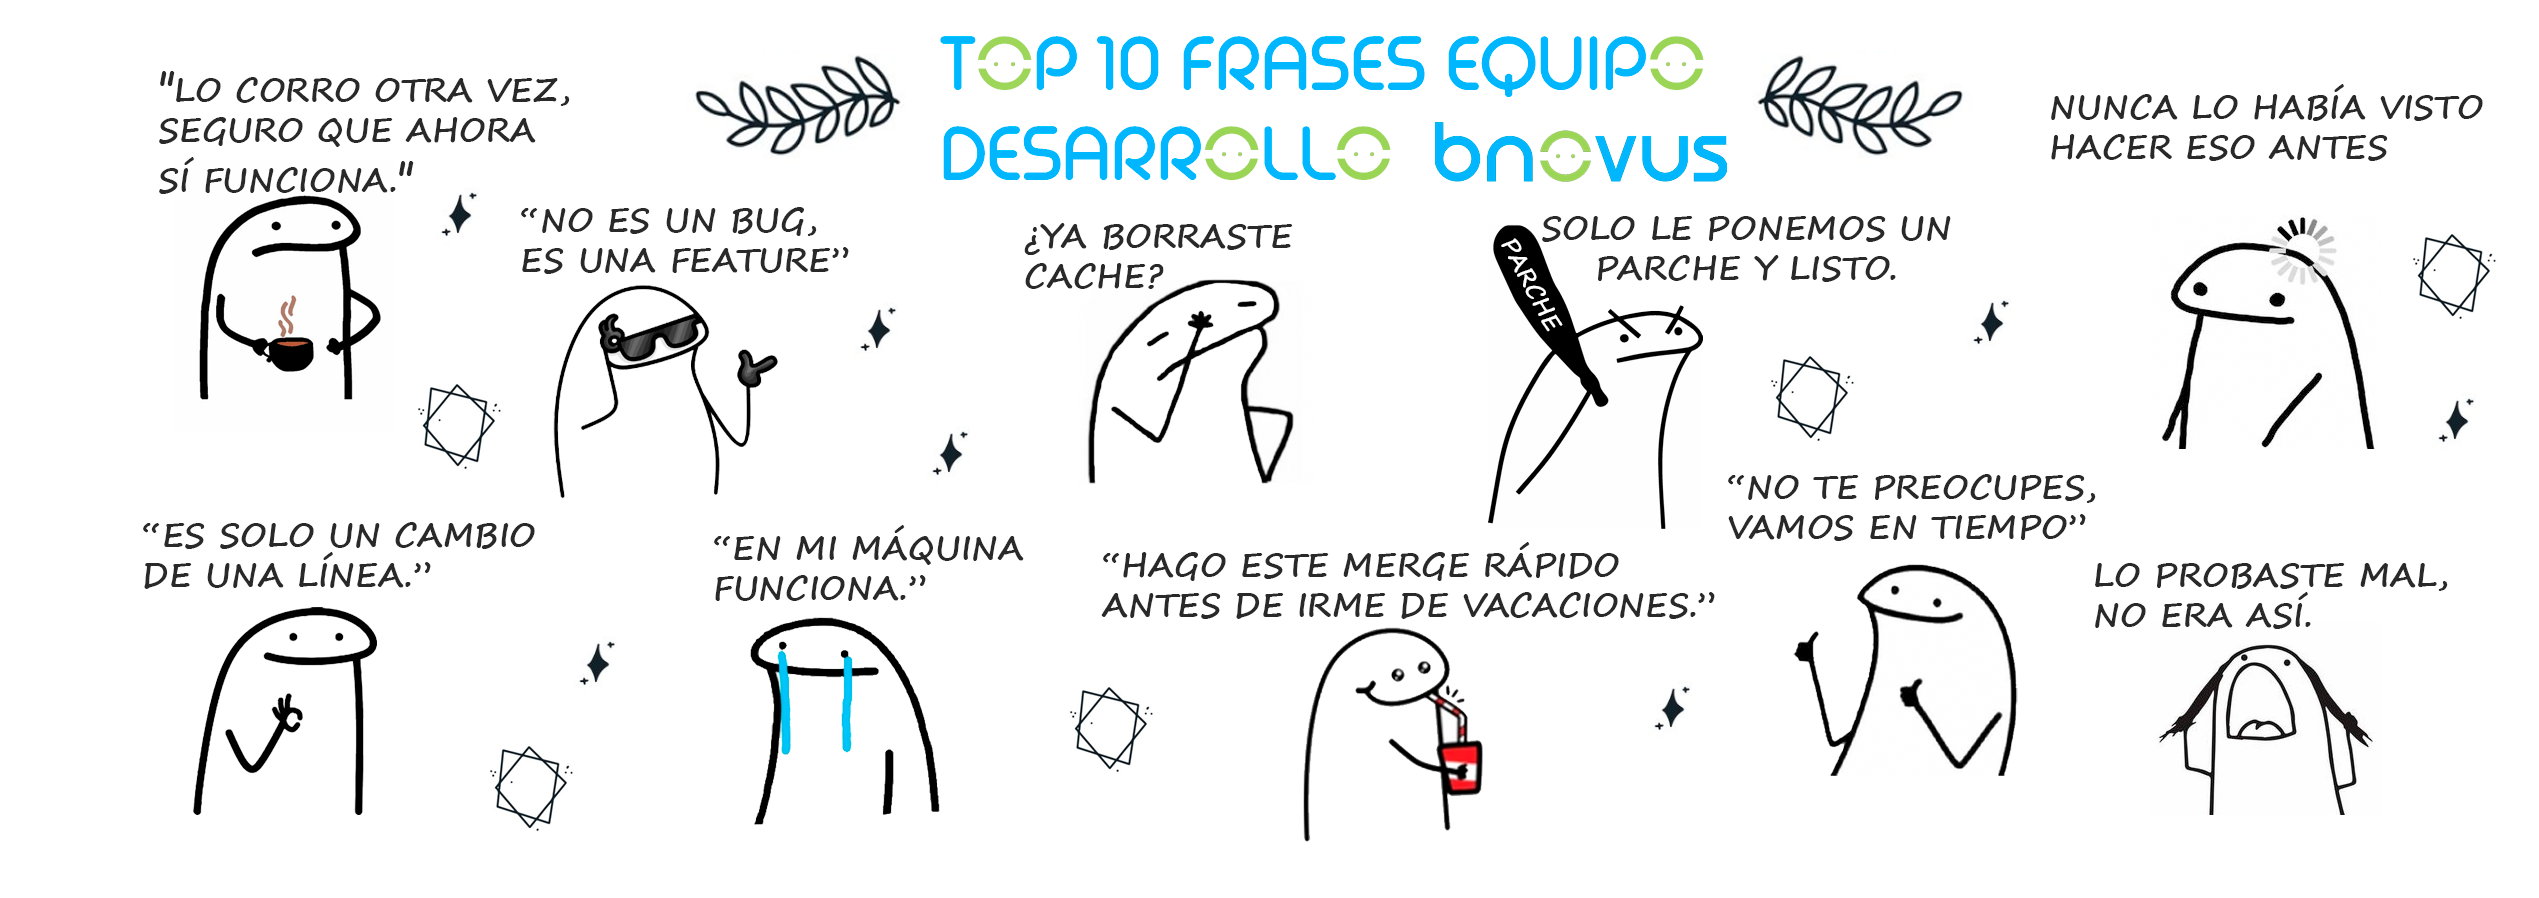 TOP 10 FRASES EQUIPO
DESARROLLO bnovus
"LO CORRO OTRA VEZ,
SEGURO QUE AHORA
SÍ FUNCIONA."
“NO ES UN BUG,
ES UNA FEATURE”
¿YA BORRASTE
CACHE?
SOLO LE PONEMOS UN
PARCHE Y LISTO.
PARCHE
NUNCA LO HABÍA VISTO
HACER ESO ANTES
“ES SOLO UN CAMBIO
DE UNA LÍNEA.”
“EN MI MÁQUINA
FUNCIONA.”
“HAGO ESTE MERGE RÁPIDO
ANTES DE IRME DE VACACIONES.”
“NO TE PREOCUPES,
VAMOS EN TIEMPO”
LO PROBASTE MAL,
NO ERA ASÍ.